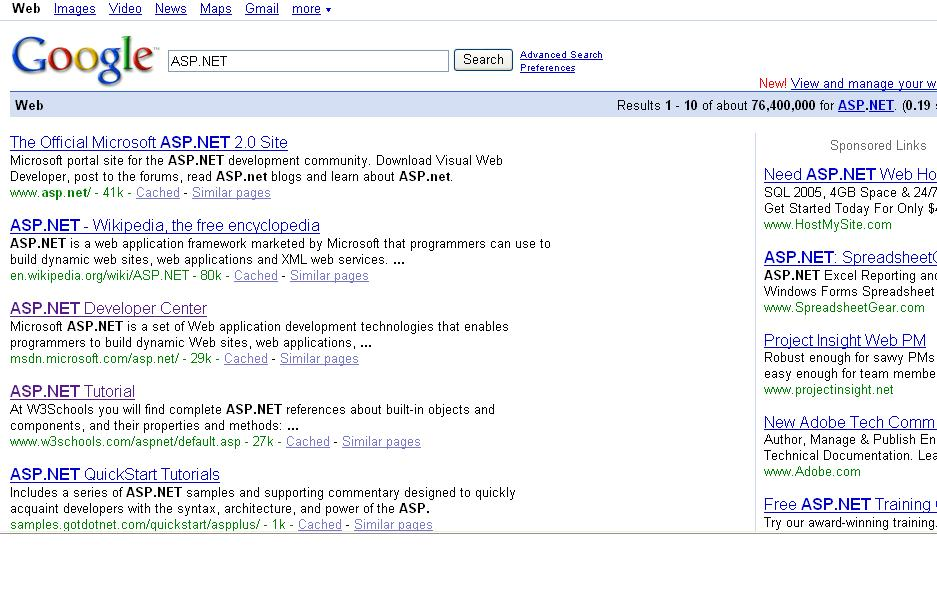 Web Images Video News Maps Gmail more ▼
Google™ ASP.NET Search Advanced Search
Preferences
New! View and manage your w
Web Results 1 - 10 of about 76,400,000 for ASP.NET. (0.19 s
The Official Microsoft ASP.NET 2.0 Site
Microsoft portal site for the ASP.NET development community. Download Visual Web
Developer, post to the forums, read ASP.net blogs and learn about ASP.net.
www.asp.net/ - 41k - Cached - Similar pages
ASP.NET - Wikipedia, the free encyclopedia
ASP.NET is a web application framework marketed by Microsoft that programmers can use to
build dynamic web sites, web applications and XML web services. ...
en.wikipedia.org/wiki/ASP.NET - 80k - Cached - Similar pages
ASP.NET Developer Center
Microsoft ASP.NET is a set of Web application development technologies that enables
programmers to build dynamic Web sites, web applications, ...
msdn.microsoft.com/asp.net/ - 29k - Cached - Similar pages
ASP.NET Tutorial
At W3Schools you will find complete ASP.NET references about built-in objects and
components, and their properties and methods: ...
www.w3schools.com/aspnet/default.asp - 27k - Cached - Similar pages
ASP.NET QuickStart Tutorials
Includes a series of ASP.NET samples and supporting commentary designed to quickly
acquaint developers with the syntax, architecture, and power of the ASP.
samples.gotdotnet.com/quickstart/aspplus/ - 1k - Cached - Similar pages
Sponsored Links
Need ASP.NET Web Ho
SQL 2005, 4GB Space & 24/7
Get Started Today For Only $4
www.HostMySite.com
ASP.NET: SpreadsheetG
ASP.NET Excel Reporting and
Windows Forms Spreadsheet
www.SpreadsheetGear.com
Project Insight Web PM
Robust enough for savvy PMs
easy enough for team membe
www.projectinsight.net
New Adobe Tech Comm
Author, Manage & Publish En
Technical Documentation. Lea
www.Adobe.com
Free ASP.NET Training
Try our award-winning training.